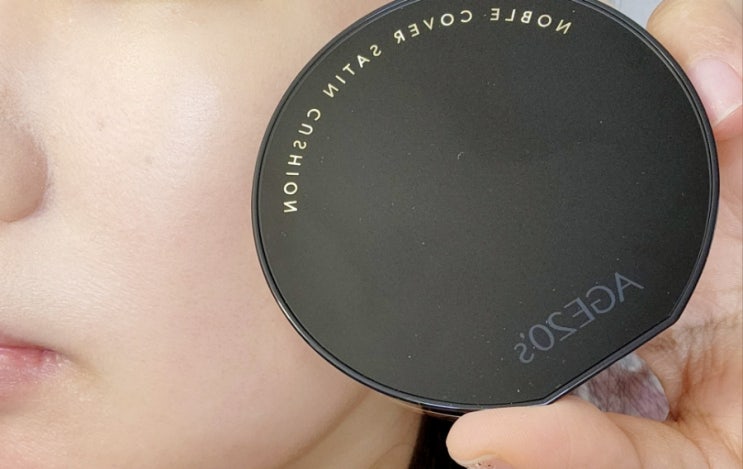 NOBLE COVER SATIN CUSHION
AGE20's